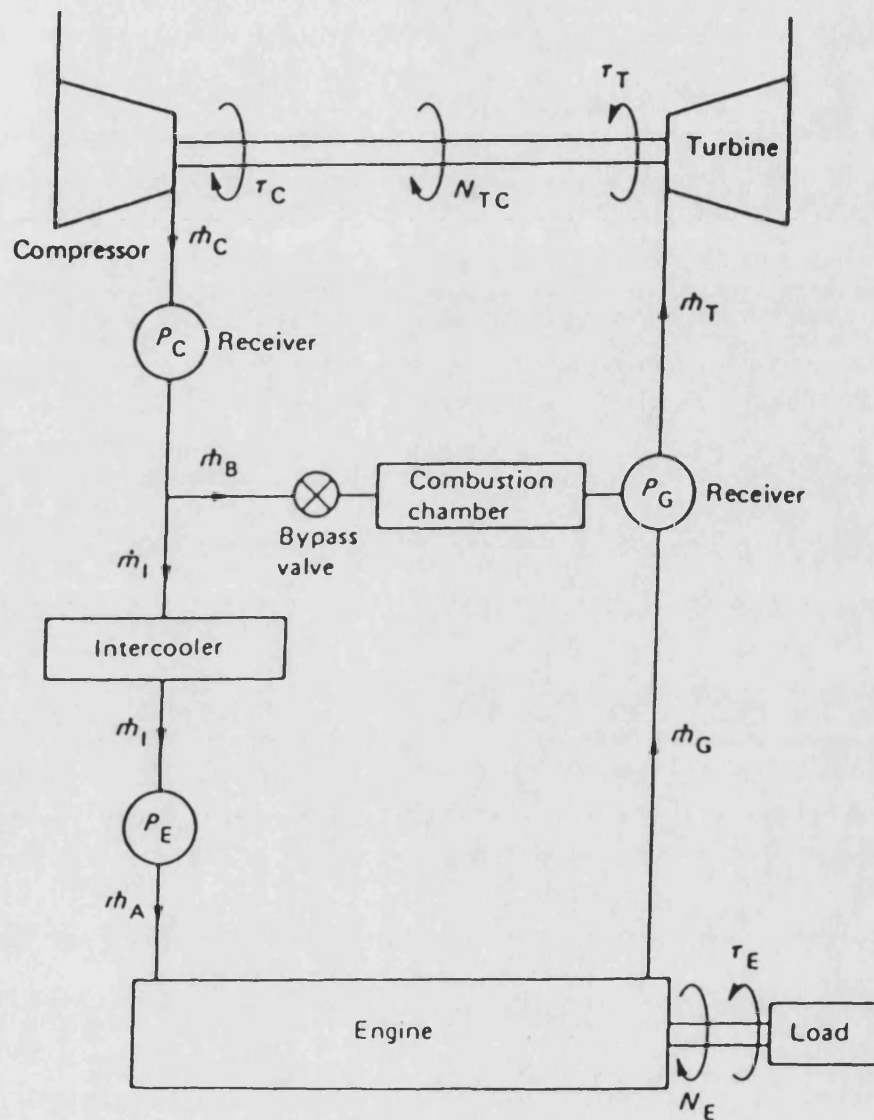 τT
Turbine
τC
NTC
ṁC
Compressor
ṁT
PC
Receiver
ṁB
Combustion
chamber
PG
Receiver
Bypass
valve
ṁI
Intercooler
ṁI
ṁG
PE
ṁA
τE
Engine
Load
NE